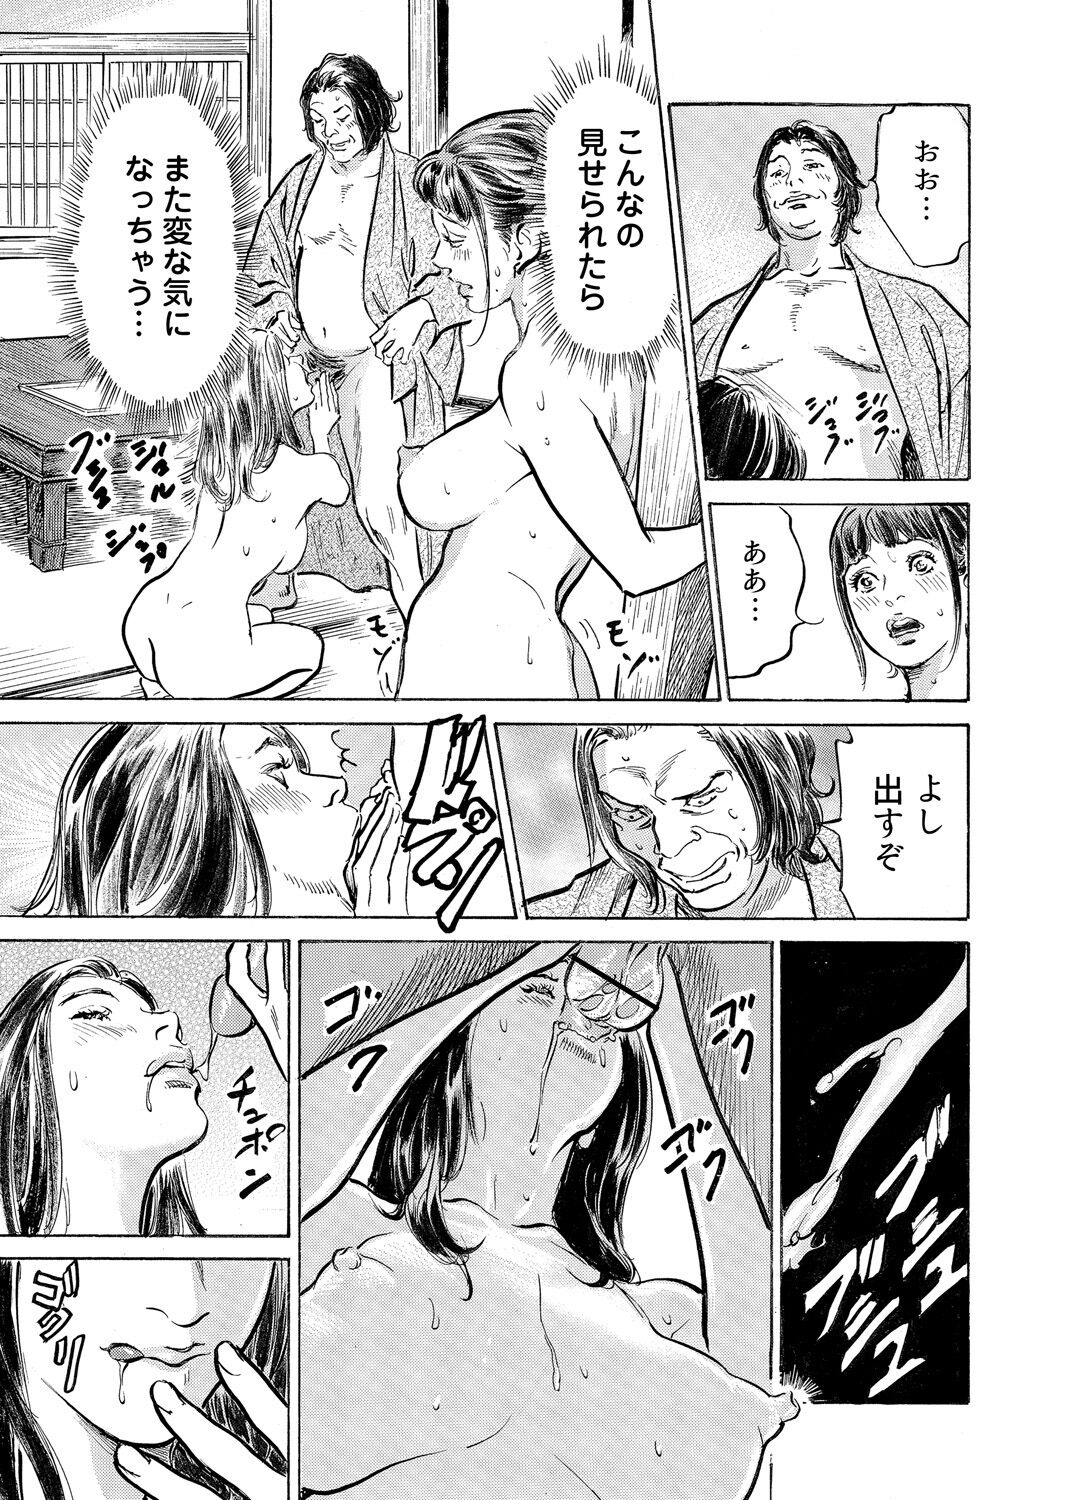 おお…
ジュブ
ジュブ
ああ…
こんなの
見せられたら
また変な気に
なっちゃう…
ブシュ
ジュル
ジュプ
モゾ
モゾ
よし
出すぞ
ブシュ
ブシュ
ゴク
ゴク
ゴク
チュポン
ゴクリ